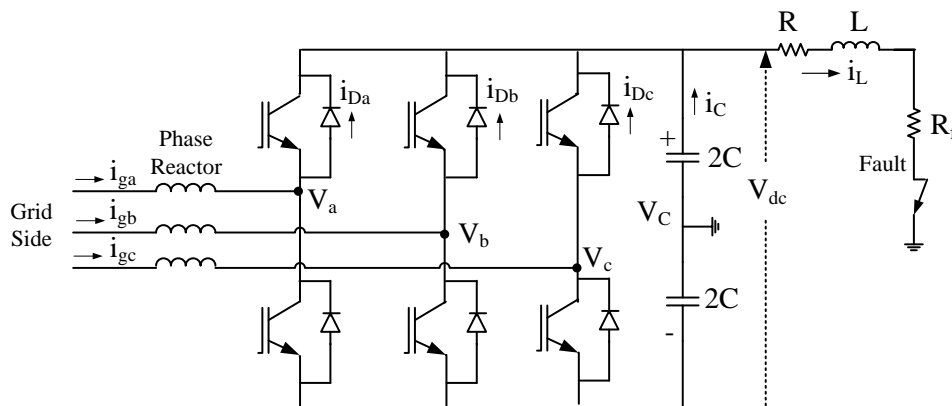 R
L
i_L
i_Da
i_Db
i_Dc
i_C
+
2C
Fault
Phase
Reactor
i_ga
V_a
V_C
V_dc
Grid
Side
i_gb
V_b
i_gc
V_c
2C
-